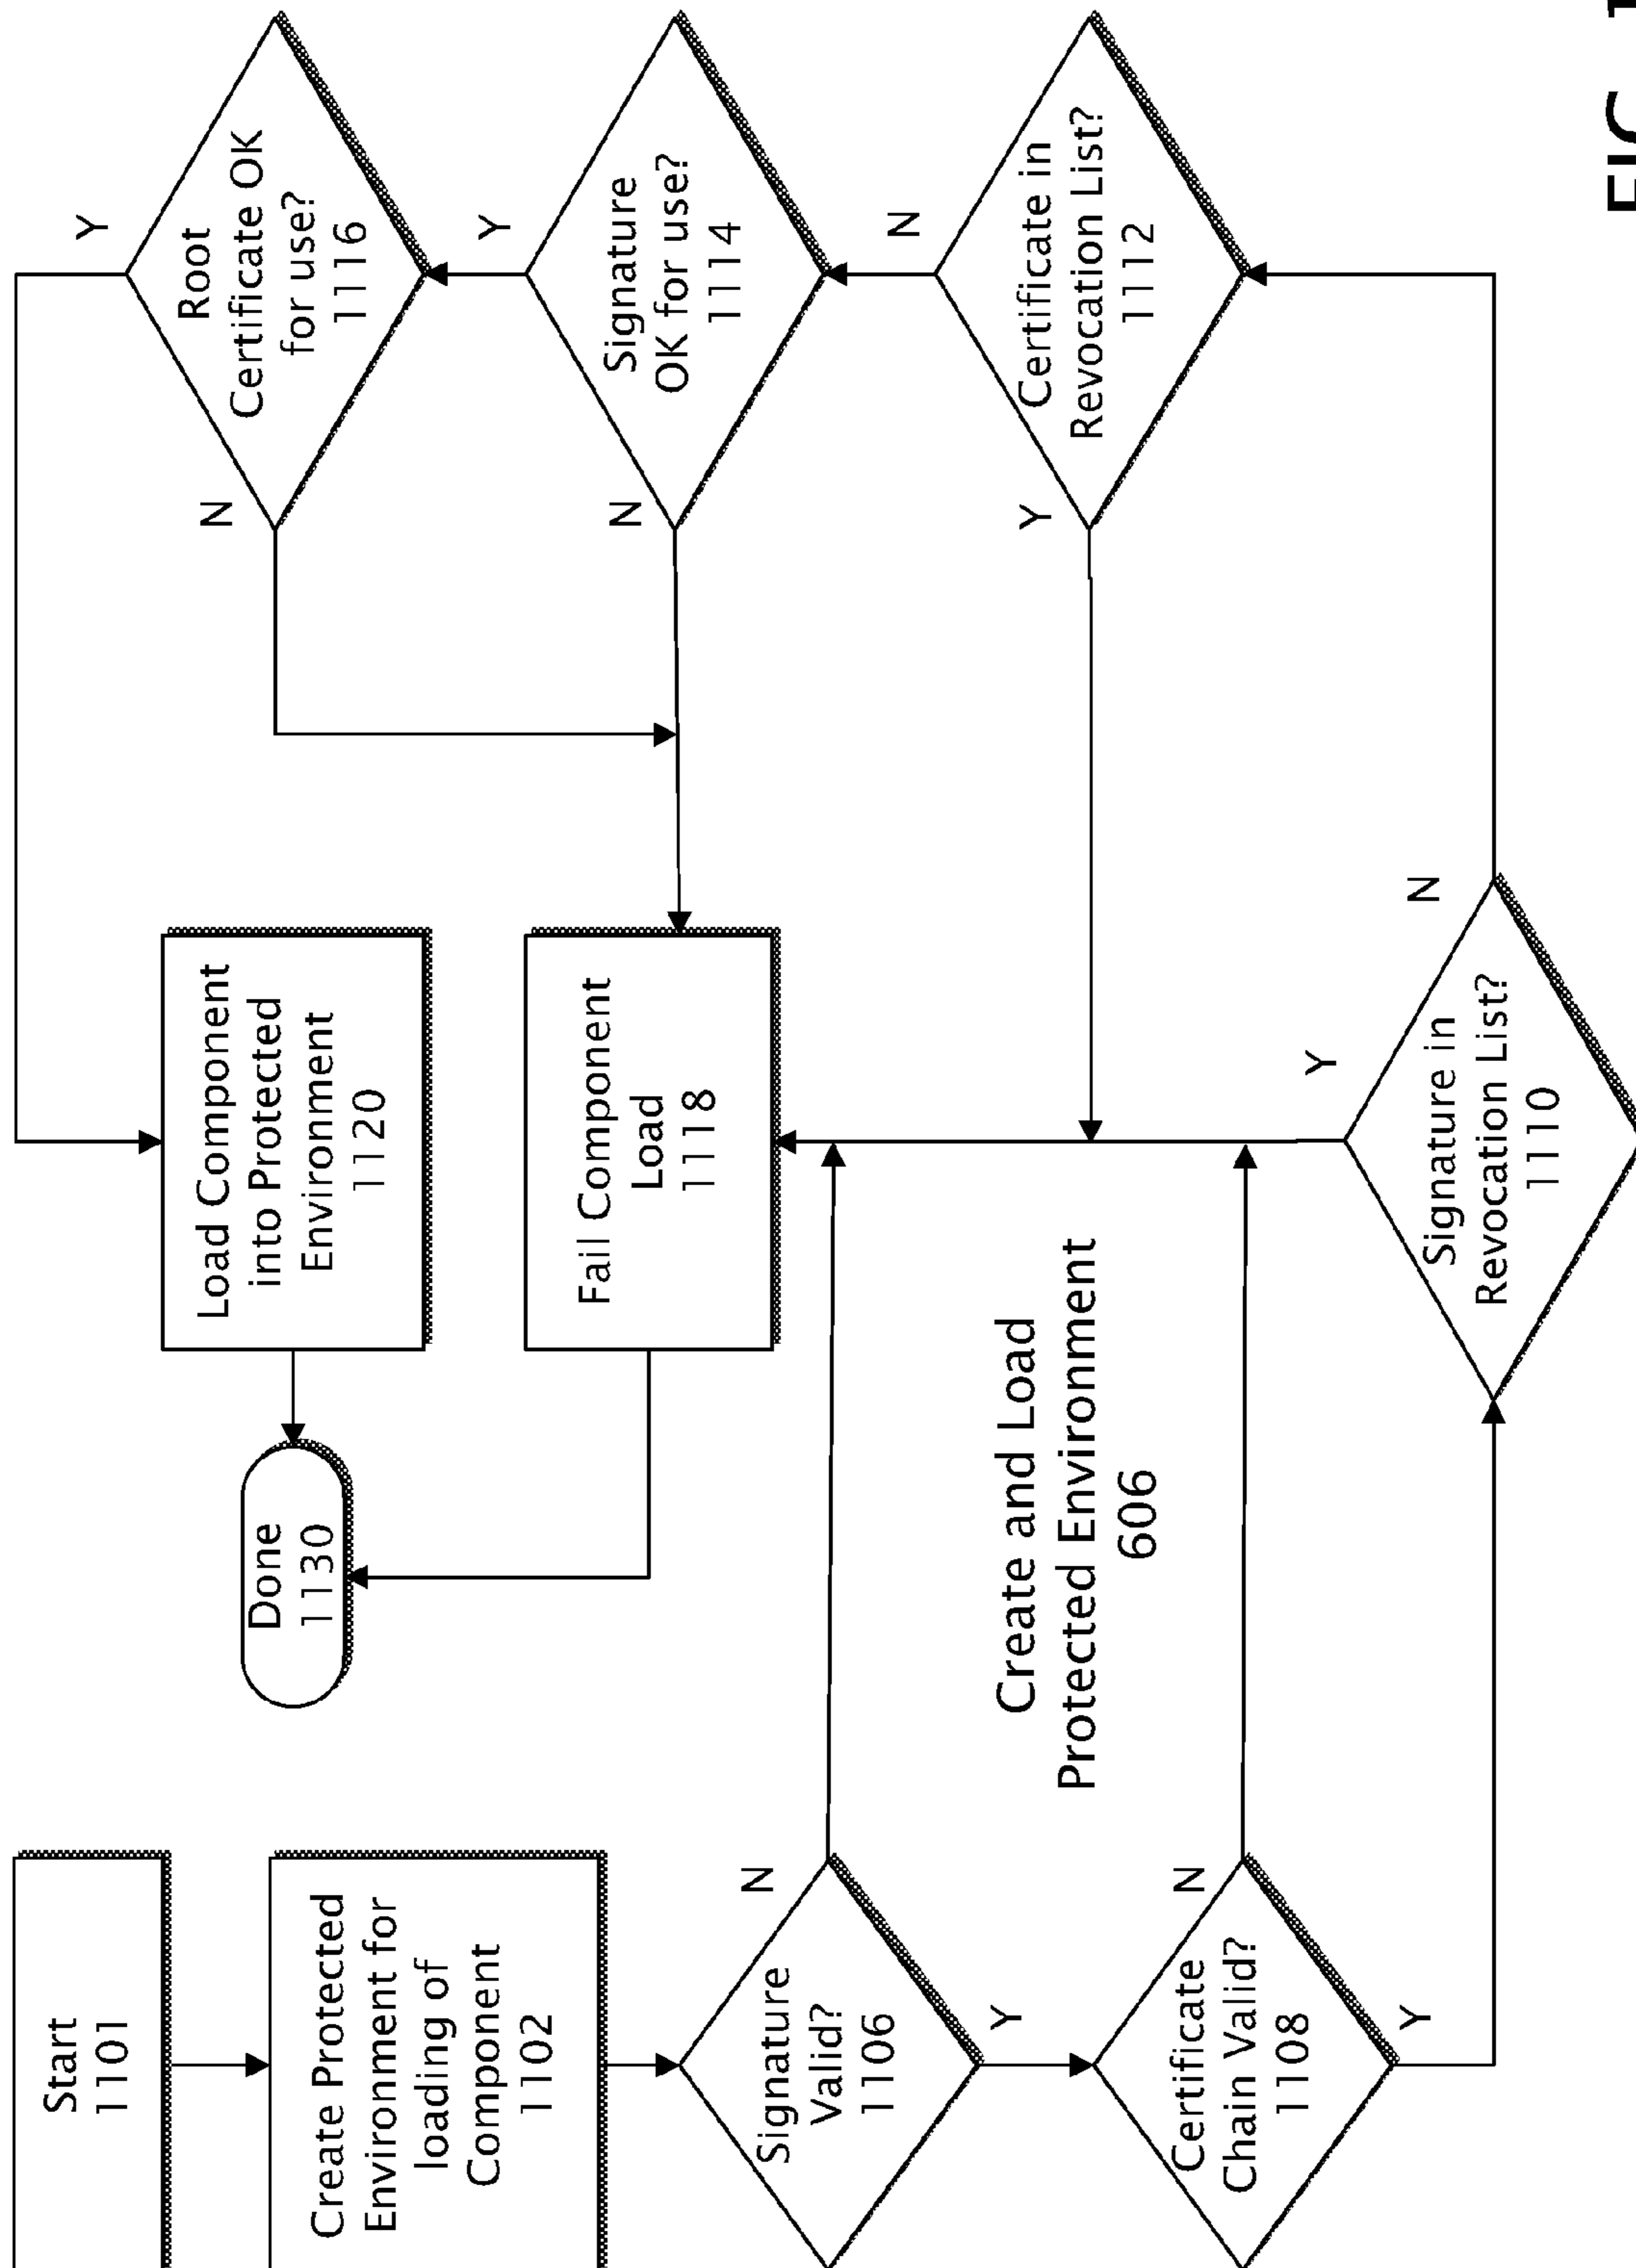 Start
1101
Create Protected
Environment for
loading of
Component
1102
Signature
Valid?
1106
N
Y
Certificate
Chain Valid?
1108
N
Y
Done
1130
Load Component
into Protected
Environment
1120
Fail Component
Load
1118
Create and Load
Protected Environment
606
Signature in
Revocation List?
1110
Y
N
Root
Certificate OK
for use?
1116
N
Y
Signature
OK for use?
1114
N
Y
Certificate in
Revocation List?
1112
Y
N
FIG.